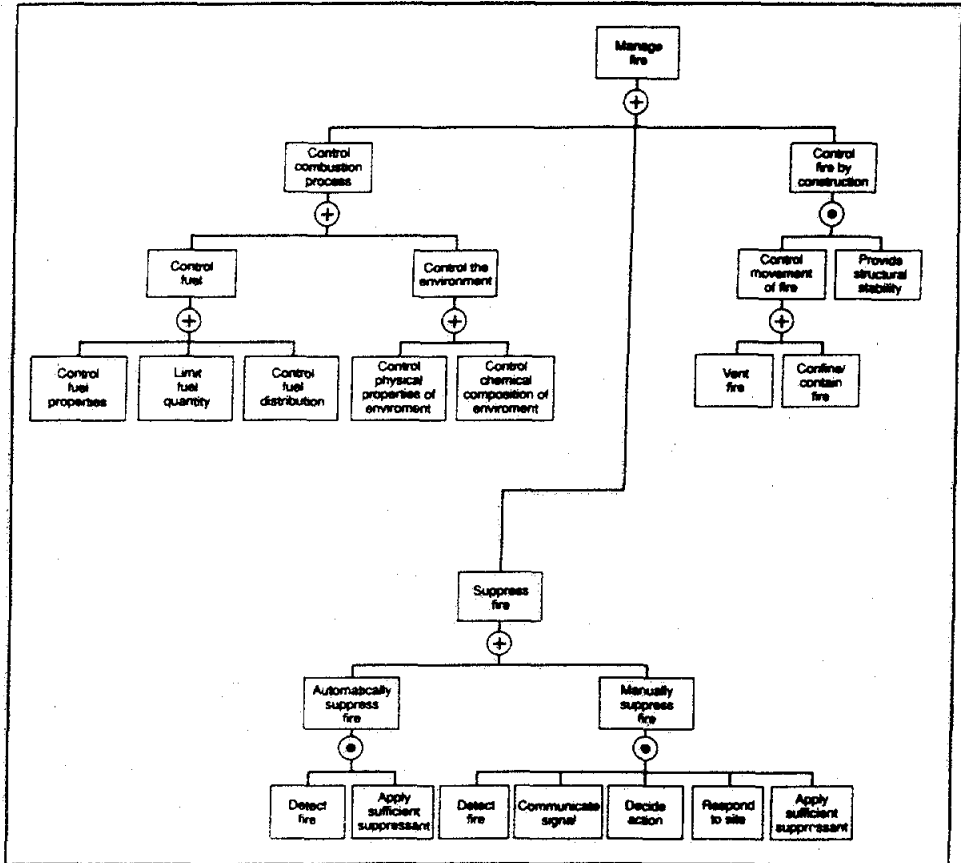 Manage
fire
Control
combustion
process
Control
fire by
construction
Control
fuel
Control the
environment
Control
movement
of fire
Provide
structural
stability
Control
fuel
properties
Limit
fuel
quantity
Control
fuel
distribution
Control
physical
properties of
enviroment
Control
chemical
composition of
enviroment
Vent
fire
Confine/
contain
fire
Suppress
fire
Automatically
suppress
fire
Manually
suppress
fire
Detect
fire
Apply
sufficient
suppressant
Detect
fire
Communicate
signal
Decide
action
Respond
to site
Apply
sufficient
suppressant